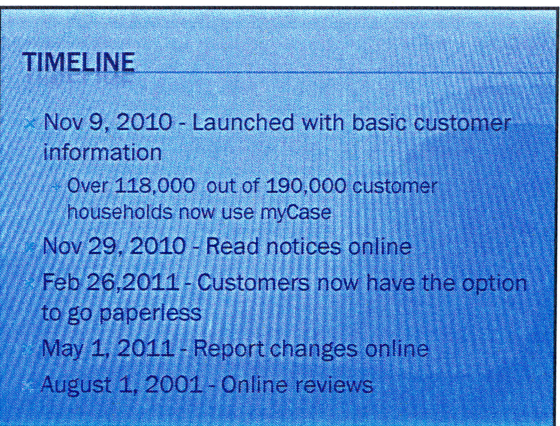 TIMELINE
Nov 9, 2010 - Launched with basic customer
information
Over 118,000 out of 190,000 customer
households now use myCase
Nov 29, 2010 - Read notices online
Feb 26,2011 - Customers now have the option
to go paperless
May 1, 2011 - Report changes online
August 1, 2001 - Online reviews